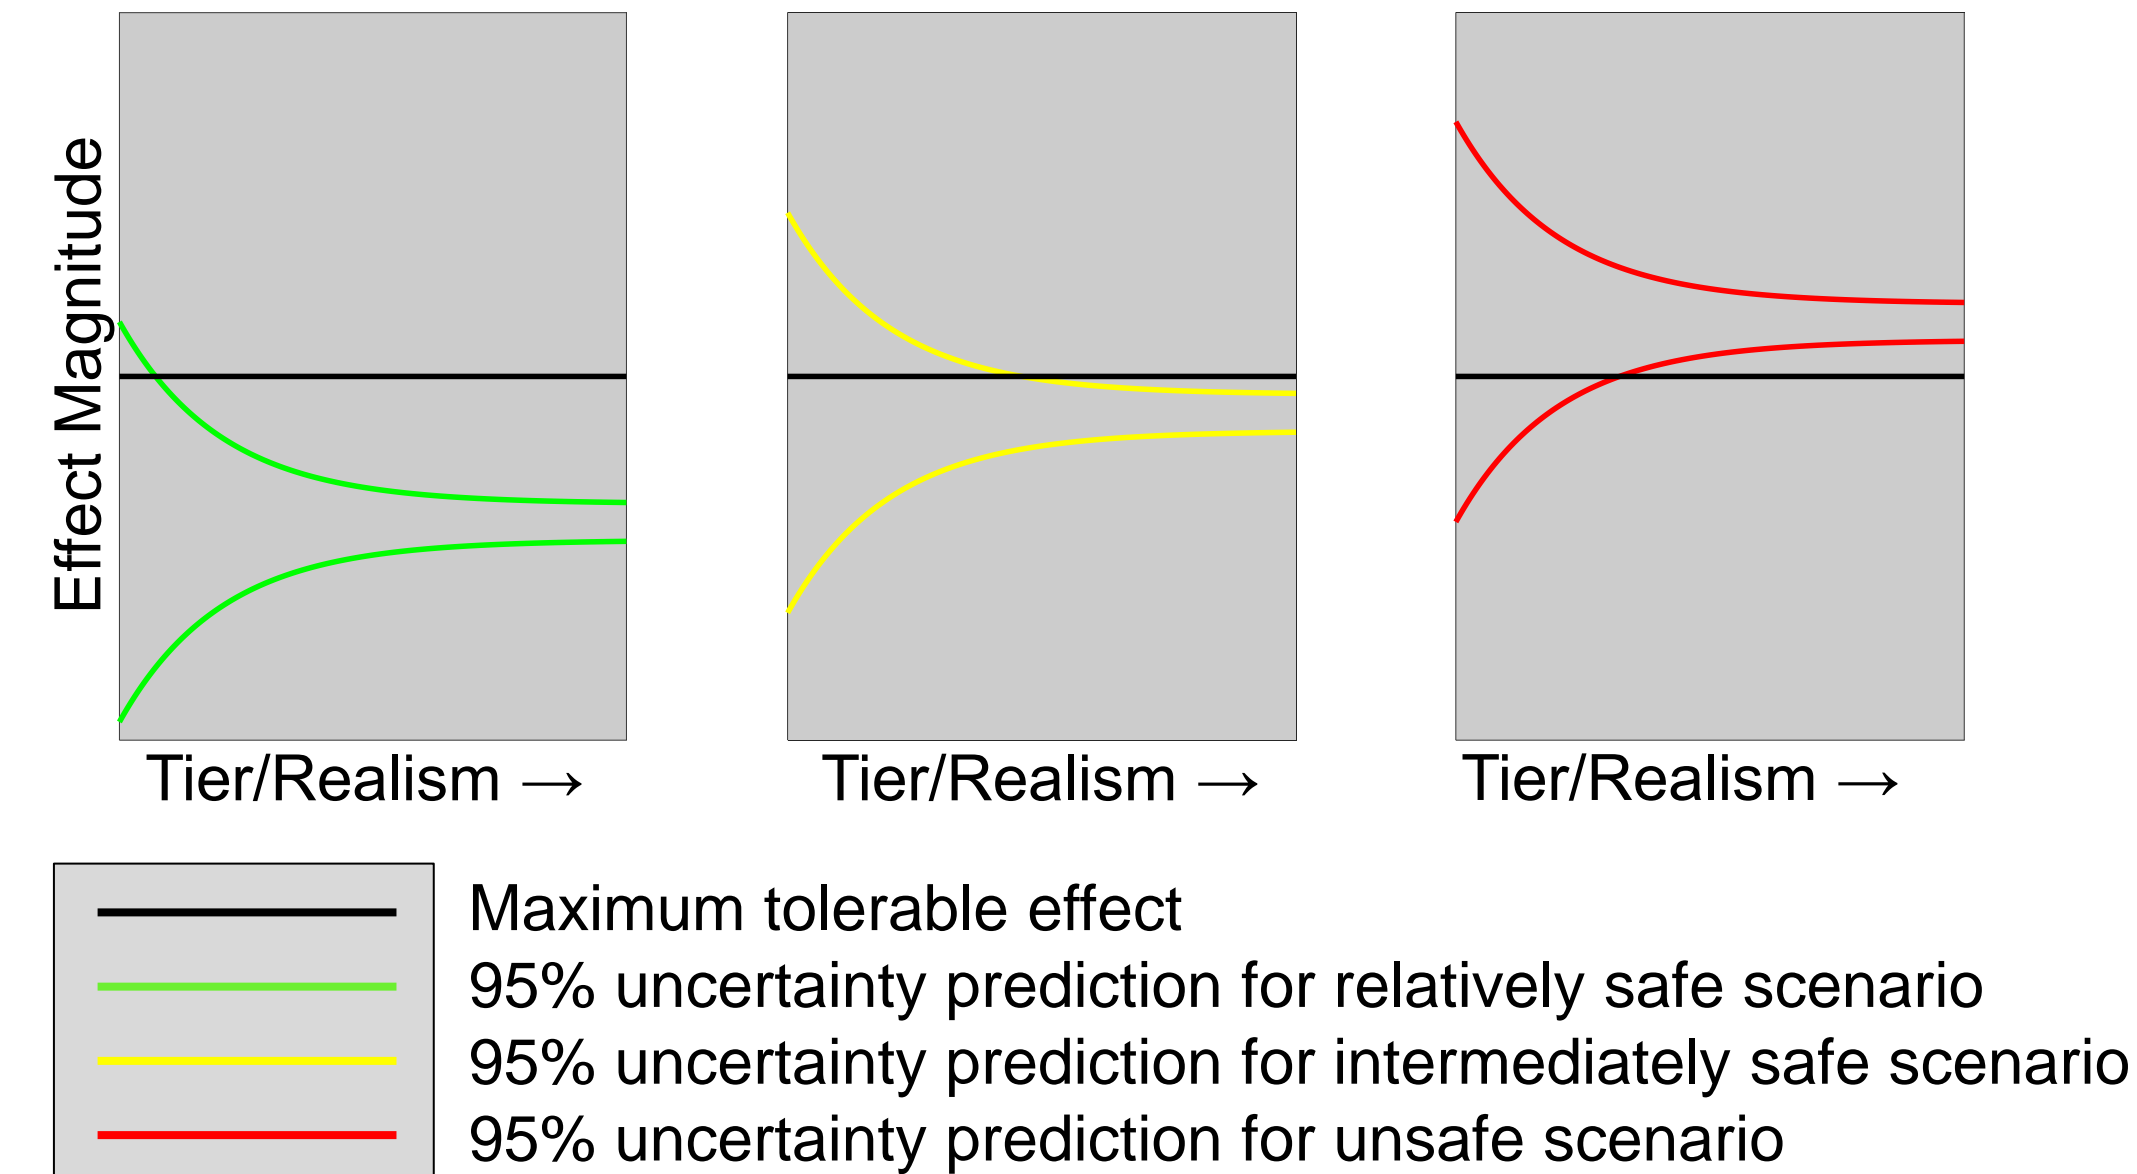 Effect Magnitude
Tier/Realism →
Tier/Realism →
Tier/Realism →
Maximum tolerable effect
95% uncertainty prediction for relatively safe scenario
95% uncertainty prediction for intermediately safe scenario
95% uncertainty prediction for unsafe scenario